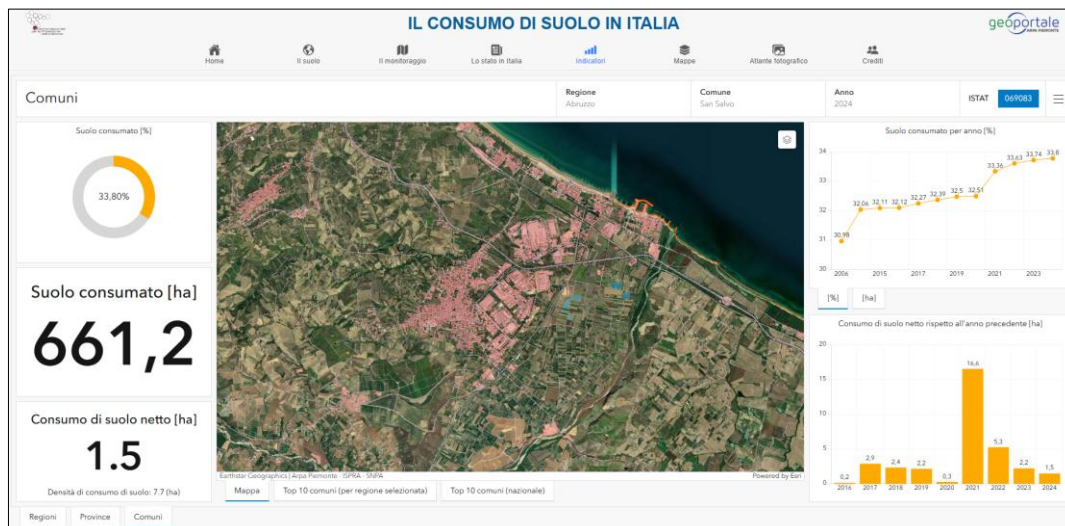 IL CONSUMO DI SUOLO IN ITALIA
geoportale
ARPA PIEMONTE
Home
Il suolo
Il monitoraggio
Lo stato in Italia
Indicatori
Mappe
Atlante fotografico
Crediti
Comuni
Regione
Abruzzo
Comune
San Salvo
Anno
2024
ISTAT
069083
Suolo consumato [%]
33,80%
Suolo consumato [ha]
661,2
Consumo di suolo netto [ha]
1.5
Densità di consumo di suolo: 7.7 (ha)
Earthstar Geographics | Arpa Piemonte - ISPRA - SNPA
Powered by Esri
Mappa
Top 10 comuni (per regione selezionata)
Top 10 comuni (nazionale)
Suolo consumato per anno [%]
34
33
32
31
30
30,98
32,06
32,11
32,12
32,27
32,39
32,5
32,51
33,36
33,63
33,74
33,8
2006
2015
2017
2019
2021
2023
[%]
[ha]
Consumo di suolo netto rispetto all'anno precedente [ha]
20
15
10
5
0
0,2
2,9
2,4
2,2
0,3
16,6
5,3
2,2
1,5
2016
2017
2018
2019
2020
2021
2022
2023
2024
Regioni
Province
Comuni